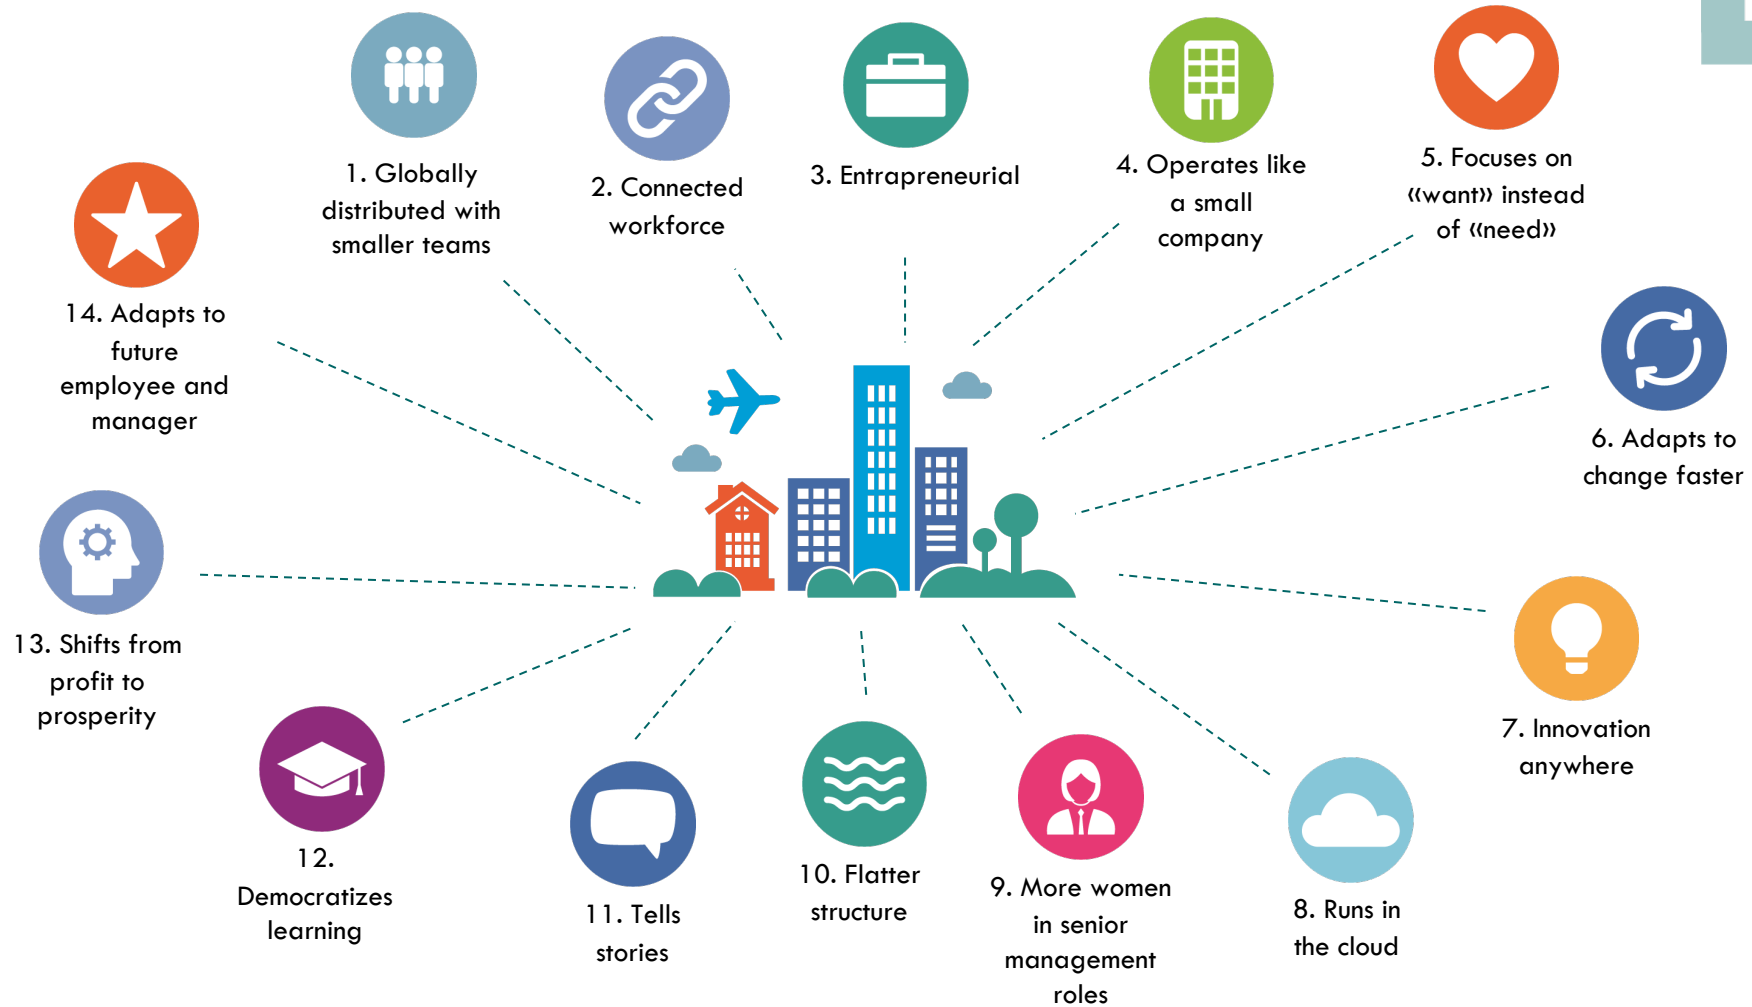 1. Globally
distributed with
smaller teams
2. Connected
workforce
3. Entrapreneurial
4. Operates like
a small
company
5. Focuses on
«want» instead
of «need»
6. Adapts to
change faster
7. Innovation
anywhere
8. Runs in
the cloud
9. More women
in senior
management
roles
10. Flatter
structure
11. Tells
stories
12.
Democratizes
learning
13. Shifts from
profit to
prosperity
14. Adapts to
future
employee and
manager